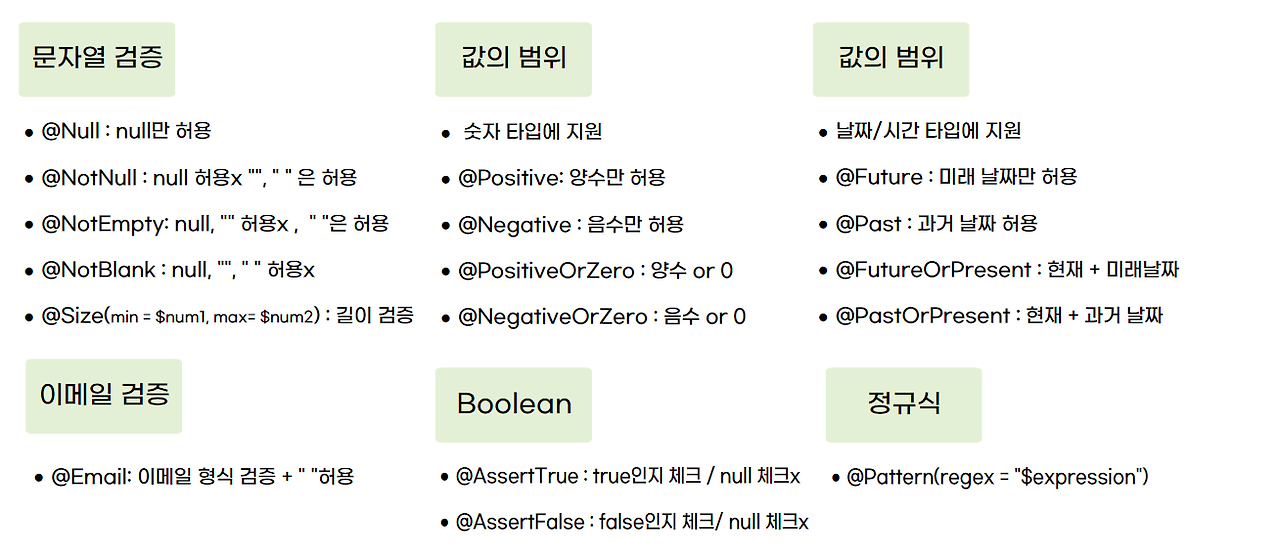 문자열 검증
• @Null : null만 허용
• @NotNull : null 허용x "", " " 은 허용
• @NotEmpty: null, "" 허용x , " "은 허용
• @NotBlank : null, "", " " 허용x
• @Size(min = $num1, max= $num2) : 길이 검증
값의 범위
• 숫자 타입에 지원
• @Positive: 양수만 허용
• @Negative : 음수만 허용
• @PositiveOrZero : 양수 or 0
• @NegativeOrZero : 음수 or 0
값의 범위
• 날짜/시간 타입에 지원
• @Future : 미래 날짜만 허용
• @Past : 과거 날짜 허용
• @FutureOrPresent : 현재 + 미래날짜
• @PastOrPresent : 현재 + 과거 날짜
이메일 검증
• @Email: 이메일 형식 검증 + " "허용
Boolean
• @AssertTrue : true인지 체크 / null 체크x
• @AssertFalse : false인지 체크/ null 체크x
정규식
• @Pattern(regex = "$expression")